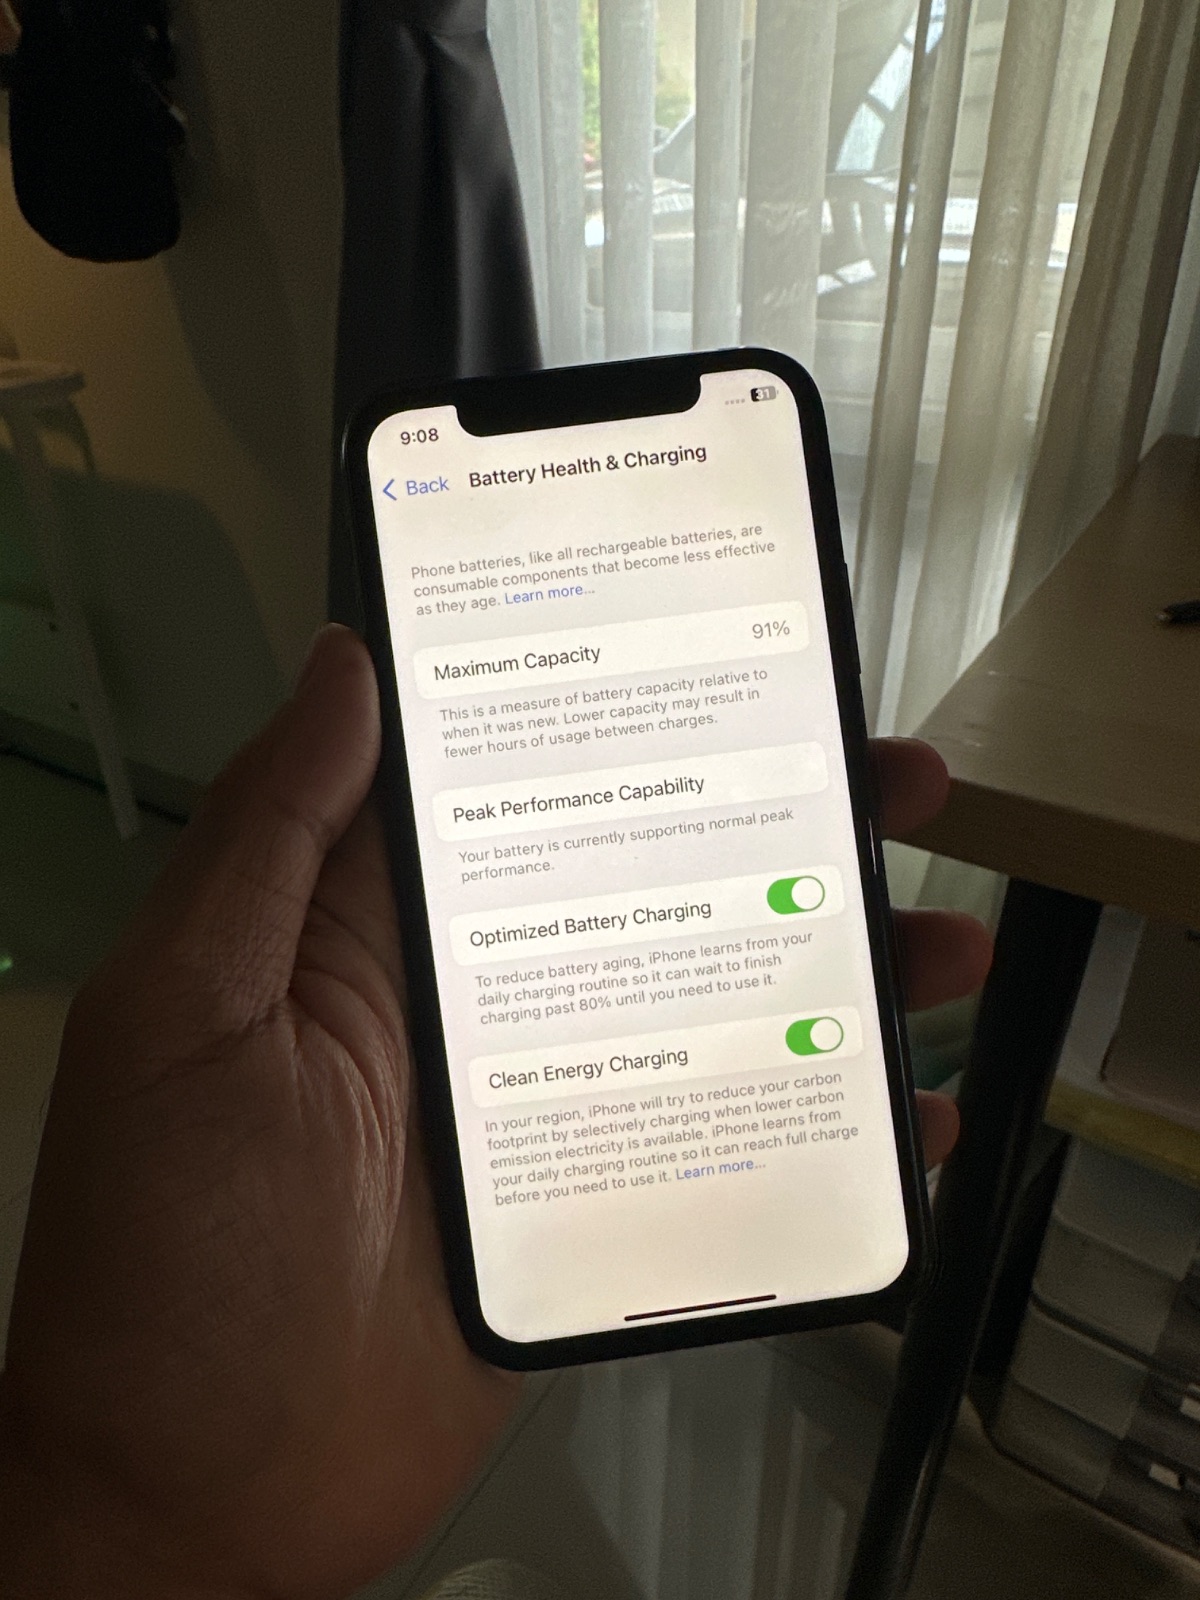 9:08
31
Back Battery Health & Charging
Phone batteries, like all rechargeable batteries, are
consumable components that become less effective
as they age. Learn more...
Maximum Capacity 91%
This is a measure of battery capacity relative to
when it was new. Lower capacity may result in
fewer hours of usage between charges.
Peak Performance Capability
Your battery is currently supporting normal peak
performance.
Optimized Battery Charging
To reduce battery aging, iPhone learns from your
daily charging routine so it can wait to finish
charging past 80% until you need to use it.
Clean Energy Charging
In your region, iPhone will try to reduce your carbon
footprint by selectively charging when lower carbon
emission electricity is available. iPhone learns from
your daily charging routine so it can reach full charge
before you need to use it. Learn more...